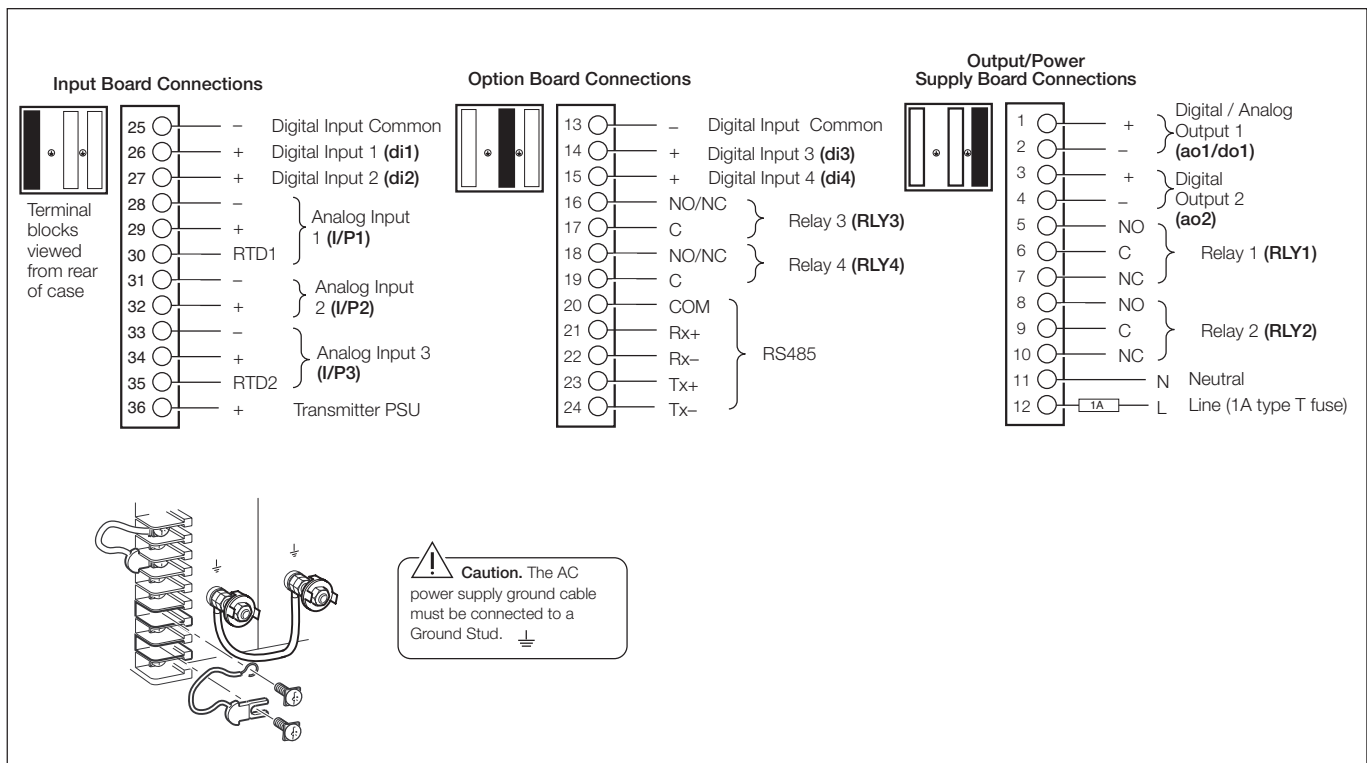 Input Board Connections
25 – Digital Input Common
26 + Digital Input 1 (di1)
27 + Digital Input 2 (di2)
28 –
29 +
30 RTD1
Analog Input
1 (I/P1)
31 –
32 +
Analog Input
2 (I/P2)
33 –
34 +
35 RTD2
Analog Input 3
(I/P3)
36 + Transmitter PSU
Terminal
blocks
viewed
from rear
of case
Option Board Connections
13 – Digital Input Common
14 + Digital Input 3 (di3)
15 + Digital Input 4 (di4)
16 NO/NC
17 C
Relay 3 (RLY3)
18 NO/NC
19 C
Relay 4 (RLY4)
20 COM
21 Rx+
22 Rx–
23 Tx+
24 Tx–
RS485
Output/Power
Supply Board Connections
1 +
2 –
Digital / Analog
Output 1
(ao1/do1)
3 +
4 –
Digital
Output 2
(ao2)
5 NO
6 C
7 NC
Relay 1 (RLY1)
8 NO
9 C
10 NC
Relay 2 (RLY2)
11 N Neutral
12 1A L Line (1A type T fuse)
! Caution. The AC
power supply ground cable
must be connected to a
Ground Stud.